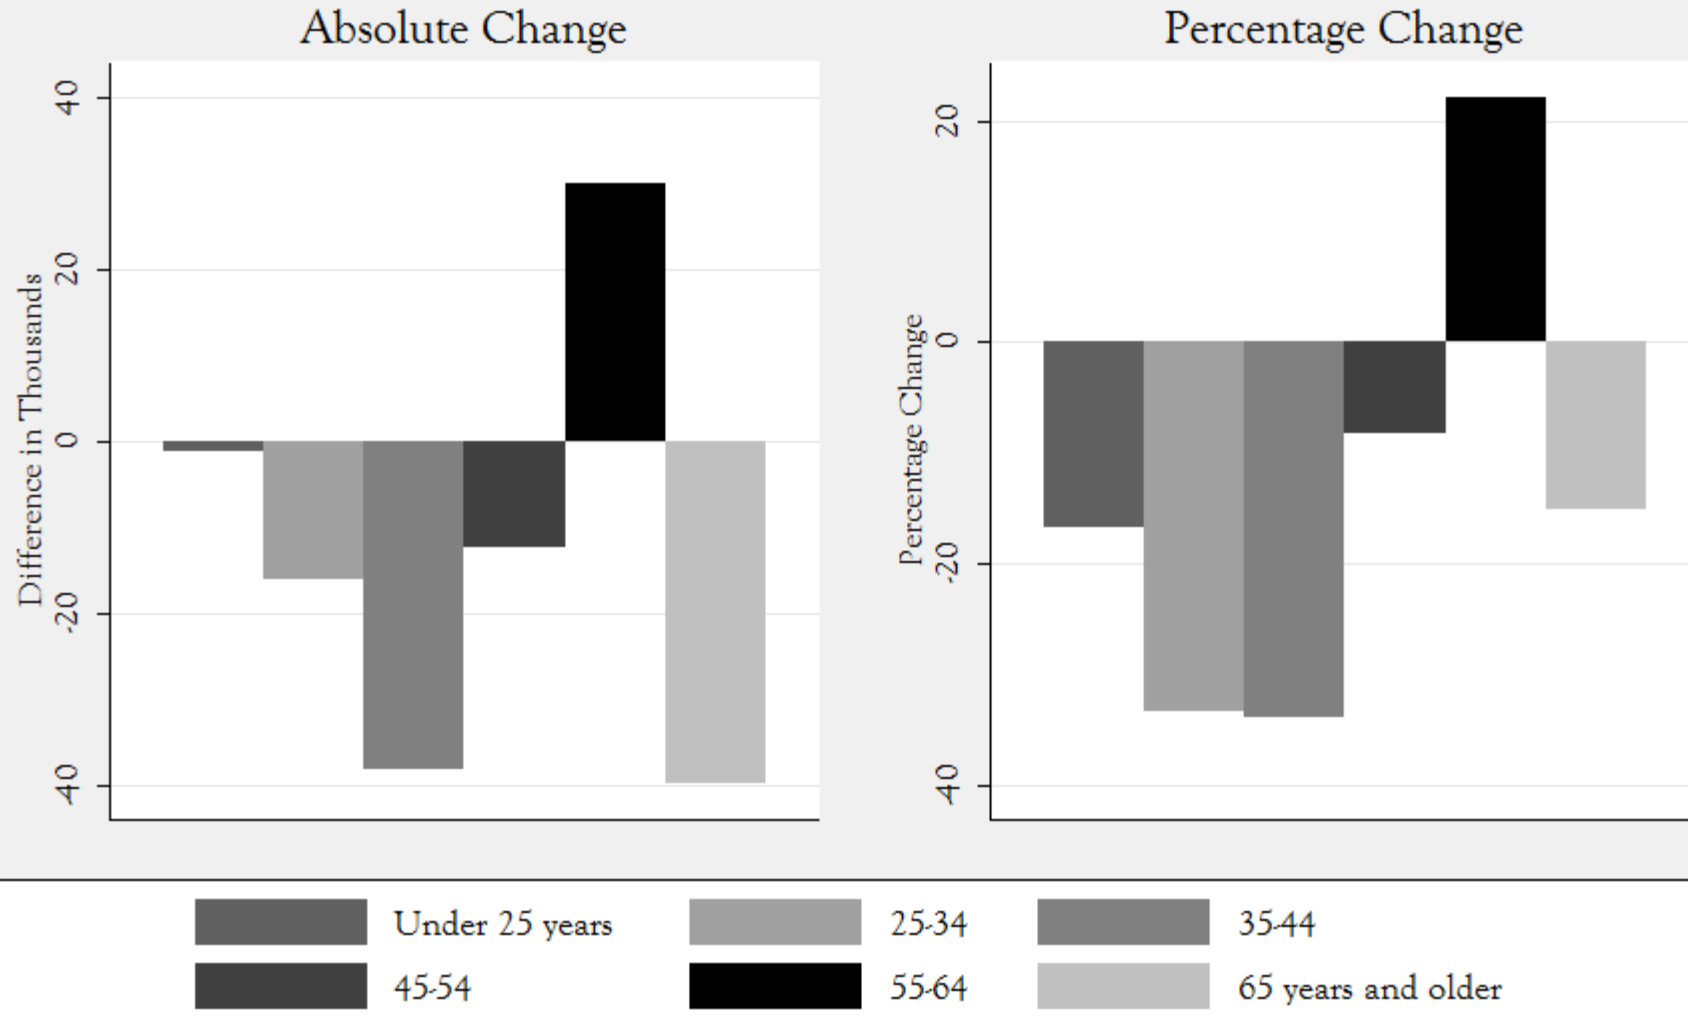 Absolute Change
Difference in Thousands
40
20
0
-20
-40
Percentage Change
Percentage Change
20
0
-20
-40
Under 25 years
25-34
35-44
45-54
55-64
65 years and older